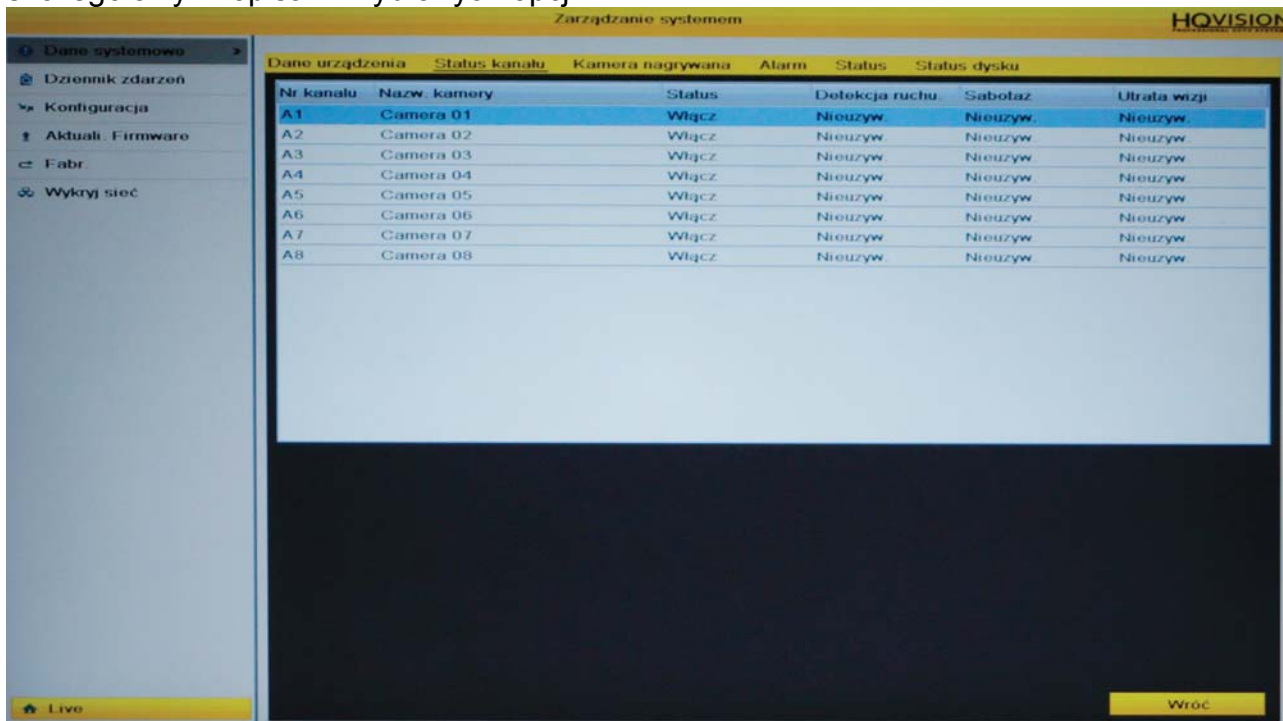 Zarządzanie systemem
HQVISION
Dane systemowe >
Dziennik zdarzeń
Konfiguracja
Aktuali. Firmware
Fabr.
Wykryj sieć
Dane urządzenia Status kanału Kamera nagrywana Alarm Status Status dysku
Nr kanału Nazw. kamery Status Detekcja ruchu. Sabotaż Utrata wizji
A1 Camera 01 Włącz Nieużyw. Nieużyw. Nieużyw.
A2 Camera 02 Włącz Nieużyw. Nieużyw. Nieużyw.
A3 Camera 03 Włącz Nieużyw. Nieużyw. Nieużyw.
A4 Camera 04 Włącz Nieużyw. Nieużyw. Nieużyw.
A5 Camera 05 Włącz Nieużyw. Nieużyw. Nieużyw.
A6 Camera 06 Włącz Nieużyw. Nieużyw. Nieużyw.
A7 Camera 07 Włącz Nieużyw. Nieużyw. Nieużyw.
A8 Camera 08 Włącz Nieużyw. Nieużyw. Nieużyw.
Live
Wróć